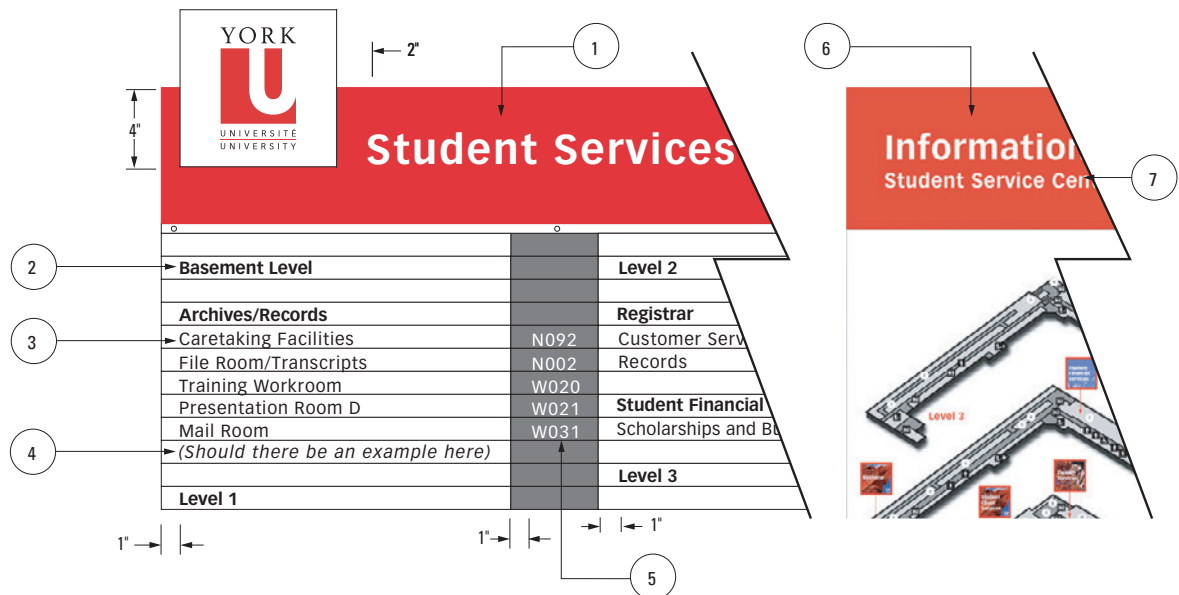 YORK
U
UNIVERSITÉ
UNIVERSITY
2"
1
6
4"
Student Services
Information
Student Service Cen
7
2
Basement Level
Level 2
Archives/Records
Registrar
3
Caretaking Facilities N092 Customer Serv
File Room/Transcripts N002 Records
Training Workroom W020
Presentation Room D W021 Student Financial
Mail Room W031 Scholarships and Bu
4
(Should there be an example here)
Level 3
Level 1
Level 3
1"
1"
1"
5